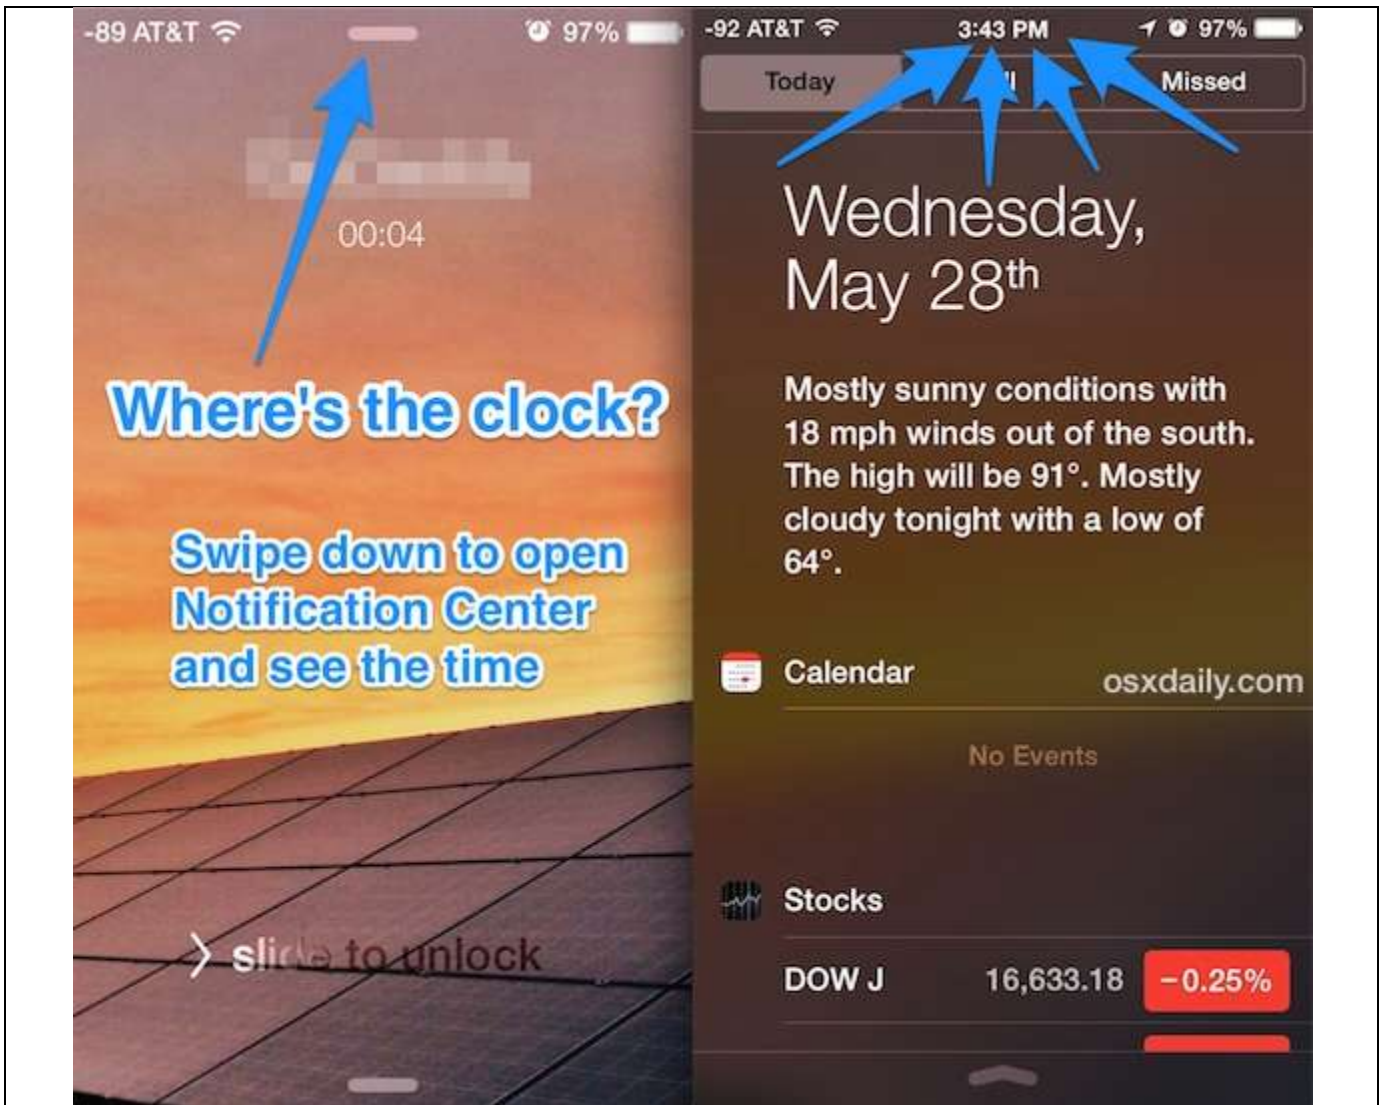 -89 AT&T
97%
00:04
Where's the clock?
Swipe down to open
Notification Center
and see the time
slide to unlock
-92 AT&T
3:43 PM
97%
Today
Missed
Wednesday,
May 28th
Mostly sunny conditions with
18 mph winds out of the south.
The high will be 91°. Mostly
cloudy tonight with a low of
64°.
Calendar
osxdaily.com
No Events
Stocks
DOW J 16,633.18 -0.25%